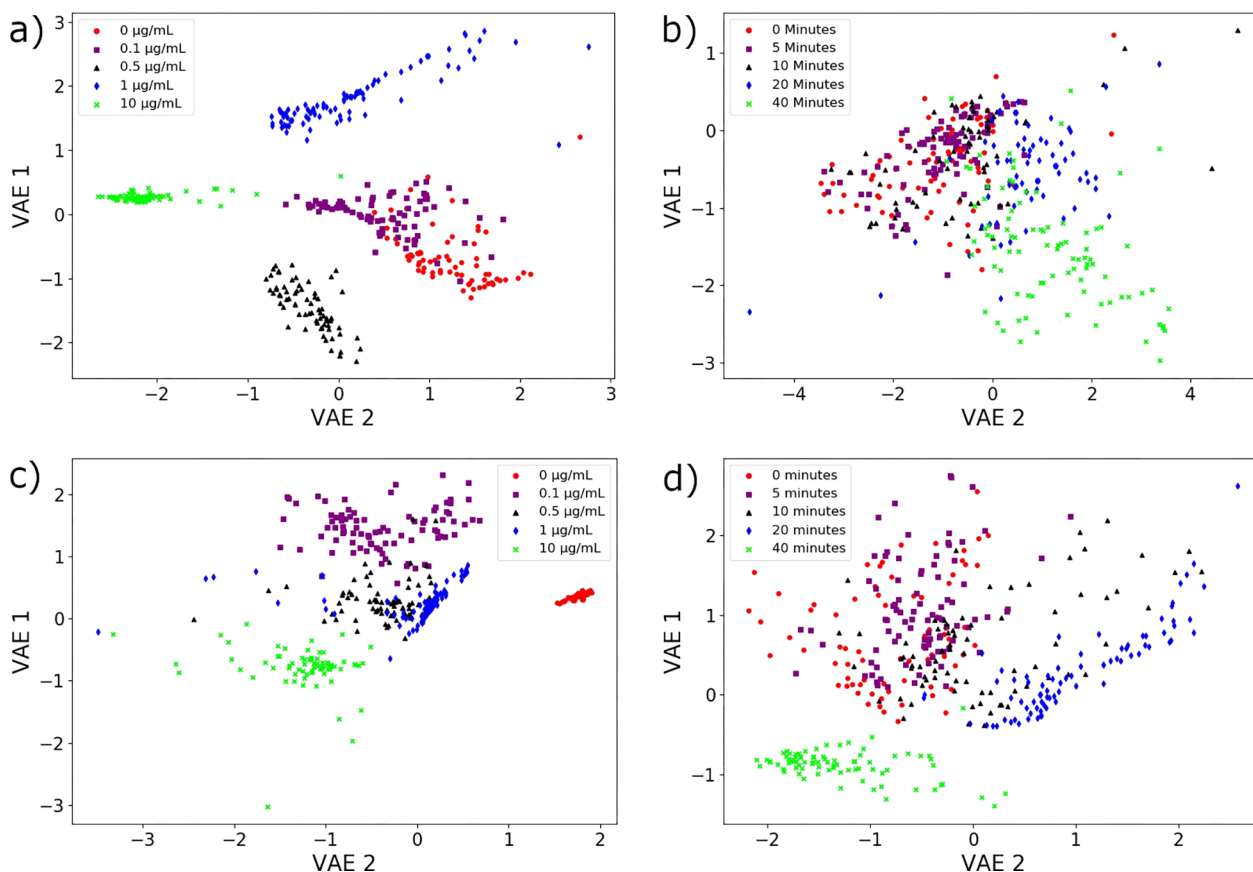 a)
0 µg/mL
0.1 µg/mL
0.5 µg/mL
1 µg/mL
10 µg/mL
3
2
1
0
−1
−2
VAE 1
−2 −1 0 1 2 3
VAE 2
b)
0 Minutes
5 Minutes
10 Minutes
20 Minutes
40 Minutes
1
0
−1
−2
−3
VAE 1
−4 −2 0 2 4
VAE 2
c)
0 µg/mL
0.1 µg/mL
0.5 µg/mL
1 µg/mL
10 µg/mL
2
1
0
−1
−2
−3
VAE 1
−3 −2 −1 0 1 2
VAE 2
d)
0 minutes
5 minutes
10 minutes
20 minutes
40 minutes
2
1
0
−1
VAE 1
−2 −1 0 1 2
VAE 2